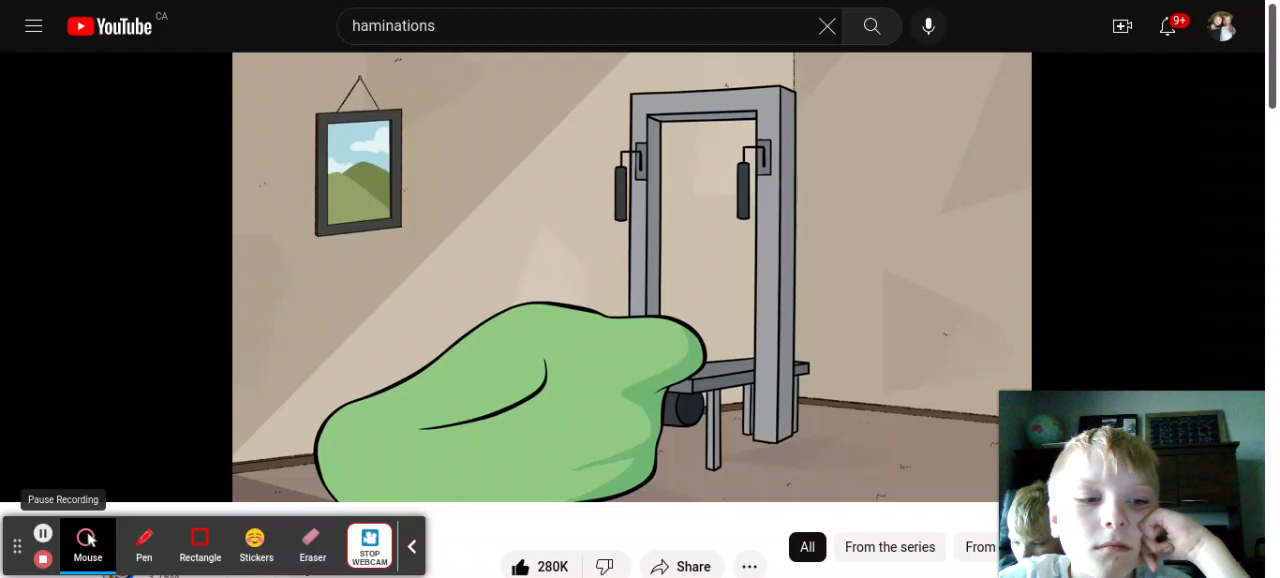 YouTube CA
haminations
9+
Pause Recording
Mouse
Pen
Rectangle
Stickers
Eraser
STOP WEBCAM
280K
Share
All
From the series
From